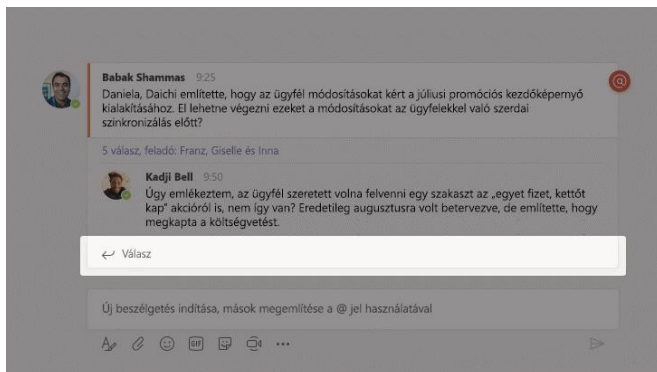 Babak Shammas 9:25
Daniela, Daichi említette, hogy az ügyfél módosításokat kért a júliusi promóciós kezdőképernyő
kialakításához. El lehetne végezni ezeket a módosításokat az ügyfelekkel való szerdai
szinkronizálás előtt?
5 válasz, feladó: Franz, Giselle és Inna
Kadji Bell 9:50
Úgy emlékeztem, az ügyfél szeretett volna felvenni egy szakaszt az „egyet fizet, kettőt
kap” akcióról is, nem így van? Eredetileg augusztusra volt betervezve, de említette, hogy
megkapta a költségvetést.
Válasz
Új beszélgetés indítása, mások megemlítése a @ jel használatával
GIF